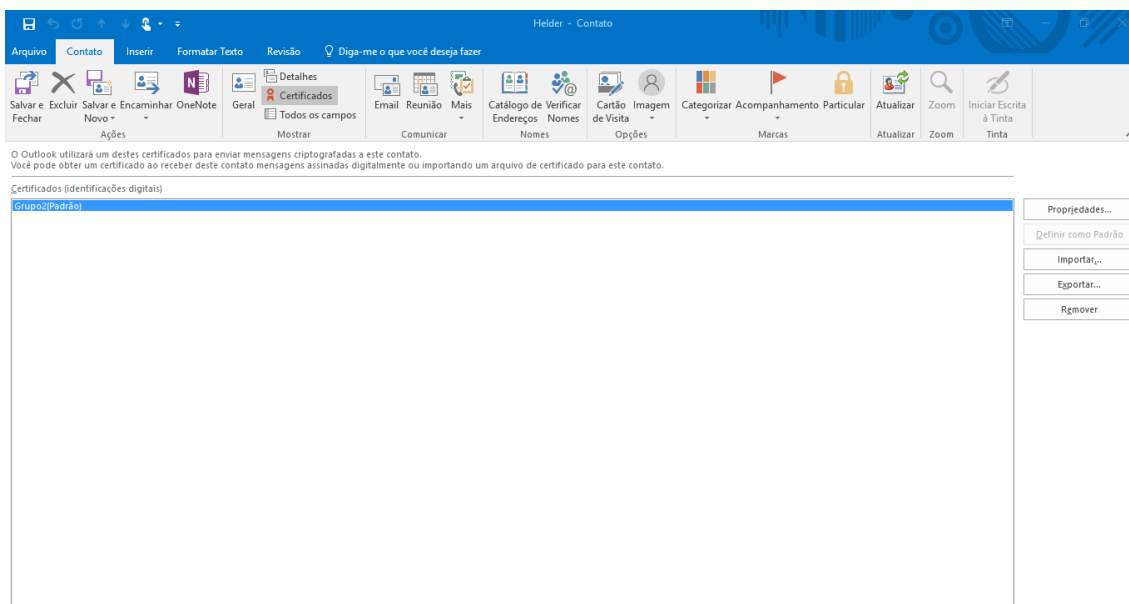 Helder - Contato
Arquivo Contato Inserir Formatar Texto Revisão Diga-me o que você deseja fazer
Salvar e Fechar
Excluir
Salvar e Novo
Encaminhar
OneNote
Ações
Geral
Detalhes
Certificados
Todos os campos
Mostrar
Email
Reunião
Mais
Comunicar
Catálogo de Endereços
Verificar Nomes
Nomes
Cartão de Visita
Imagem
Opções
Categorizar
Acompanhamento
Particular
Marcas
Atualizar
Atualizar
Zoom
Zoom
Iniciar Escrita à Tinta
Tinta
O Outlook utilizará um destes certificados para enviar mensagens criptografadas a este contato.
Você pode obter um certificado ao receber deste contato mensagens assinadas digitalmente ou importando um arquivo de certificado para este contato.
Certificados (identificações digitais)
Grupo2(Padrão)
Propriedades...
Definir como Padrão
Importar...
Exportar...
Remover